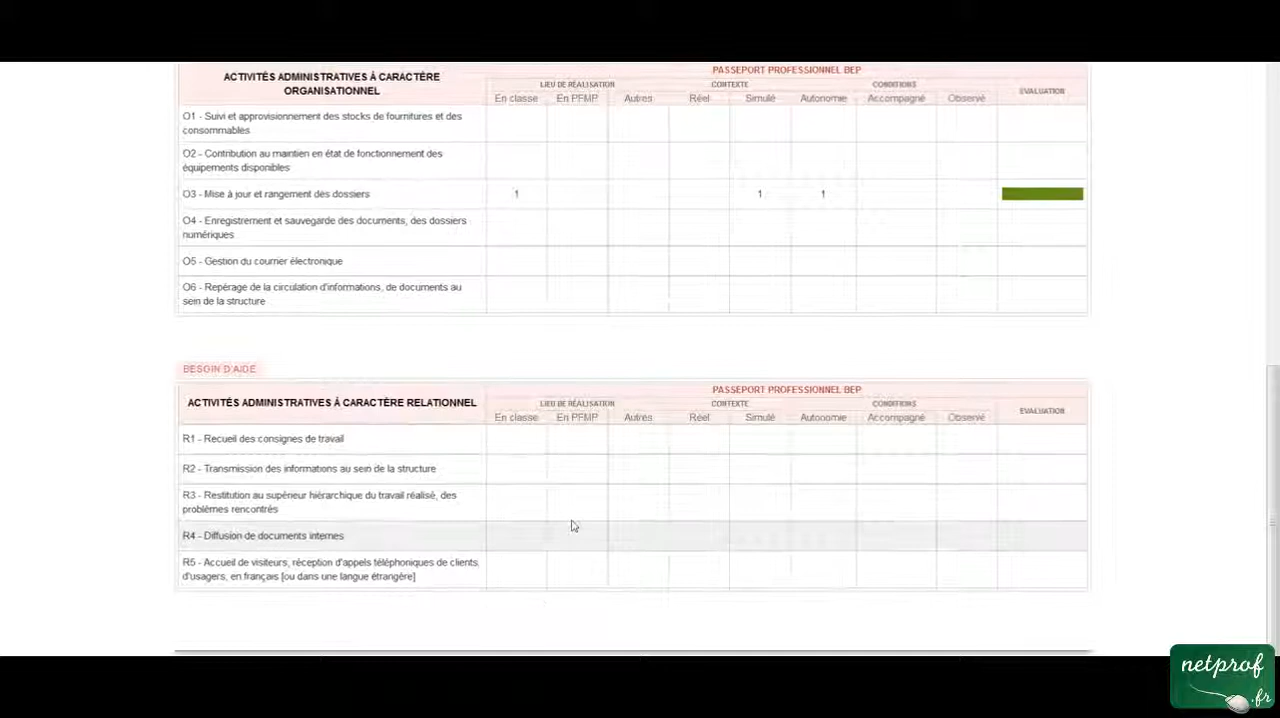 PASSEPORT PROFESSIONNEL BEP
ACTIVITÉS ADMINISTRATIVES À CARACTÈRE
ORGANISATIONNEL
LIEU DE RÉALISATION CONTEXTE CONDITIONS EVALUATION
En classe En PFMP Autres Réel Simulé Autonomie Accompagné Observé
O1 - Suivi et approvisionnement des stocks de fournitures et des
consommables
O2 - Contribution au maintien en état de fonctionnement des
équipements disponibles
O3 - Mise à jour et rangement des dossiers 1 1 1
O4 - Enregistrement et sauvegarde des documents, des dossiers
numériques
O5 - Gestion du courrier électronique
O6 - Repérage de la circulation d'informations, de documents au
sein de la structure
BESOIN D'AIDE
PASSEPORT PROFESSIONNEL BEP
ACTIVITÉS ADMINISTRATIVES À CARACTÈRE RELATIONNEL
LIEU DE RÉALISATION CONTEXTE CONDITIONS EVALUATION
En classe En PFMP Autres Réel Simulé Autonomie Accompagné Observé
R1 - Recueil des consignes de travail
R2 - Transmission des informations au sein de la structure
R3 - Restitution au supérieur hiérarchique du travail réalisé, des
problèmes rencontrés
R4 - Diffusion de documents internes
R5 - Accueil de visiteurs, réception d'appels téléphoniques de clients,
d'usagers, en français [ou dans une langue étrangère]
netprof
.fr